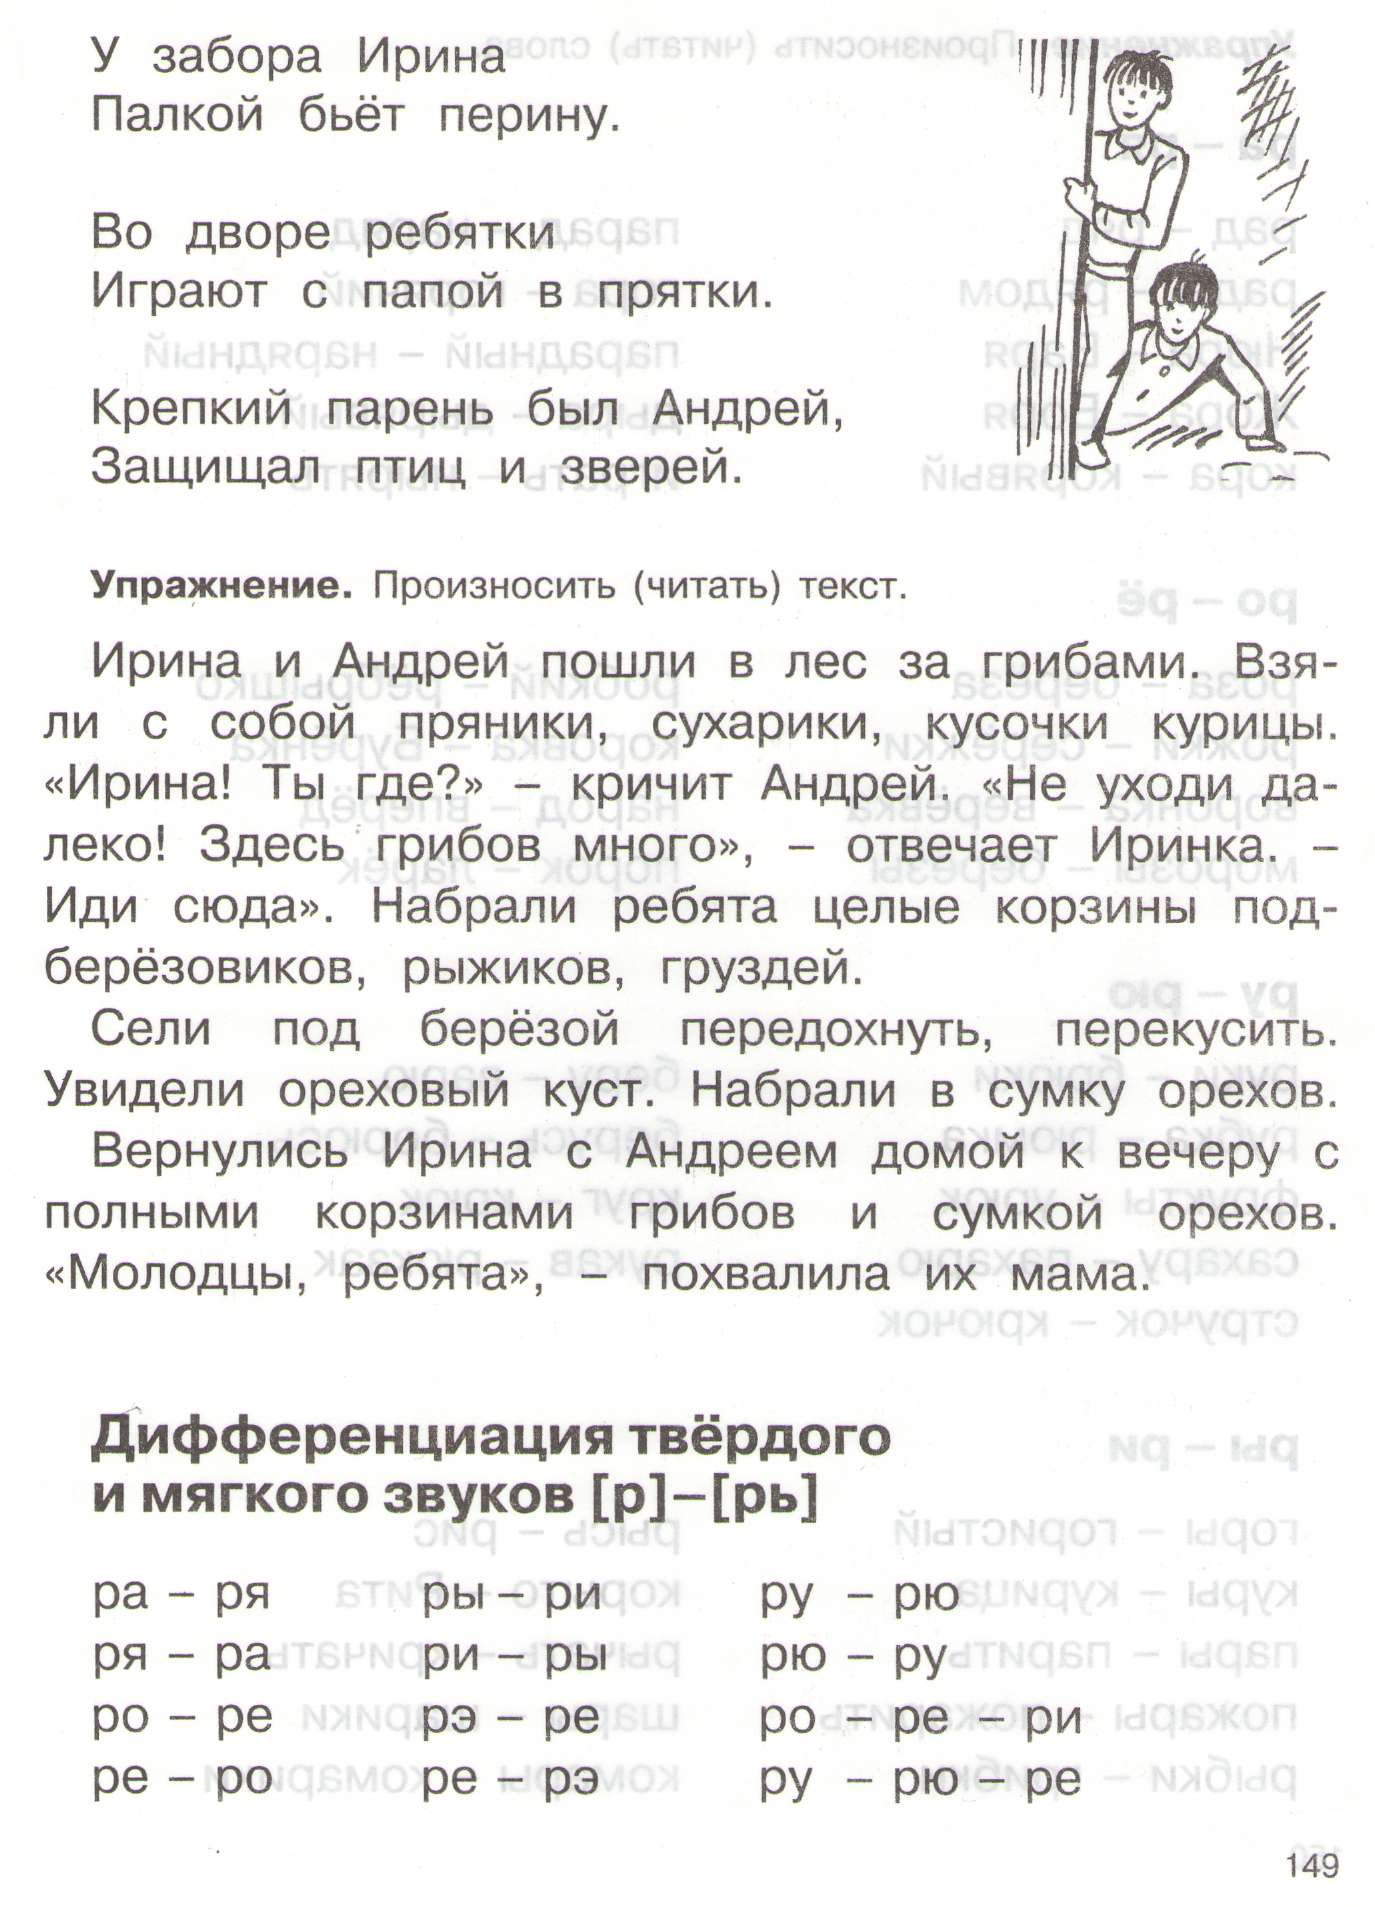 У забора Ирина
Палкой бьёт перину.
Во дворе ребятки
Играют с папой в прятки.
Крепкий парень был Андрей,
Защищал птиц и зверей.
Упражнение. Произносить (читать) текст.
Ирина и Андрей пошли в лес за грибами. Взя-
ли с собой пряники, сухарики, кусочки курицы.
«Ирина! Ты где?» – кричит Андрей. «Не уходи да-
леко! Здесь грибов много», – отвечает Иринка. –
Иди сюда». Набрали ребята целые корзины под-
берёзовиков, рыжиков, груздей.
Сели под берёзой передохнуть, перекусить.
Увидели ореховый куст. Набрали в сумку орехов.
Вернулись Ирина с Андреем домой к вечеру с
полными корзинами грибов и сумкой орехов.
«Молодцы, ребята», – похвалила их мама.
Дифференциация твёрдого
и мягкого звуков [р]–[рь]
ра – ря ры – ри ру – рю
ря – ра ри – ры рю – ру
ро – ре рэ – ре ро – ре – ри
ре – ро ре – рэ ру – рю – ре
149